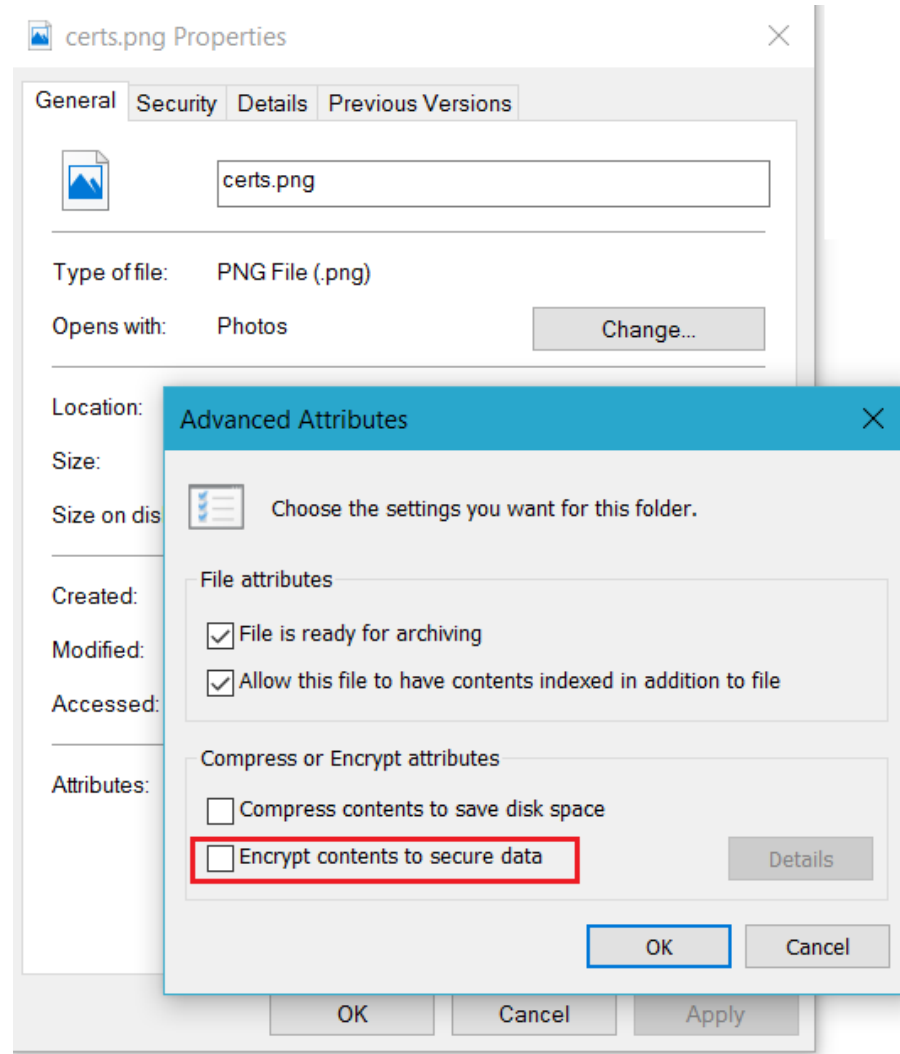 certs.png Properties
General Security Details Previous Versions
certs.png
Type of file: PNG File (.png)
Opens with: Photos Change...
Location:
Size:
Size on dis
Created:
Modified:
Accessed:
Attributes:
Advanced Attributes
Choose the settings you want for this folder.
File attributes
File is ready for archiving
Allow this file to have contents indexed in addition to file
Compress or Encrypt attributes
Compress contents to save disk space
Encrypt contents to secure data
Details
OK Cancel
OK Cancel Apply